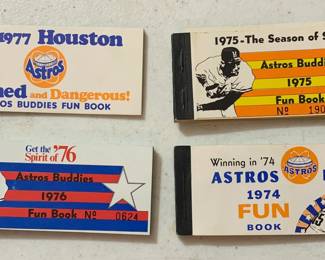 1977 Houston
Astros
ned and Dangerous!
OS BUDDIES FUN BOOK
1975-The Season of S
Astros Buddies
1975
Fun Book
Nº 190
Get the
Spirit of '76
Astros Buddies
1976
Fun Book Nº 0624
Winning in '74
ASTROS
1974
FUN
BOOK